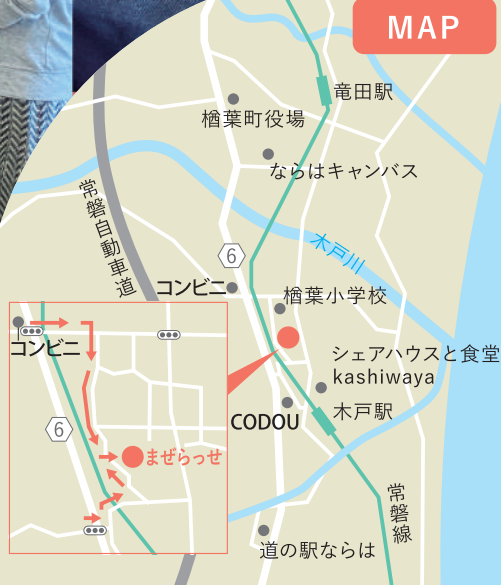 MAP
竜田駅
楢葉町役場
ならはキャンバス
常磐自動車道
木戸川
6
コンビニ
楢葉小学校
シェアハウスと食堂
kashiwaya
CODOU
木戸駅
常磐線
道の駅ならは
コンビニ
6
まぜらっせ